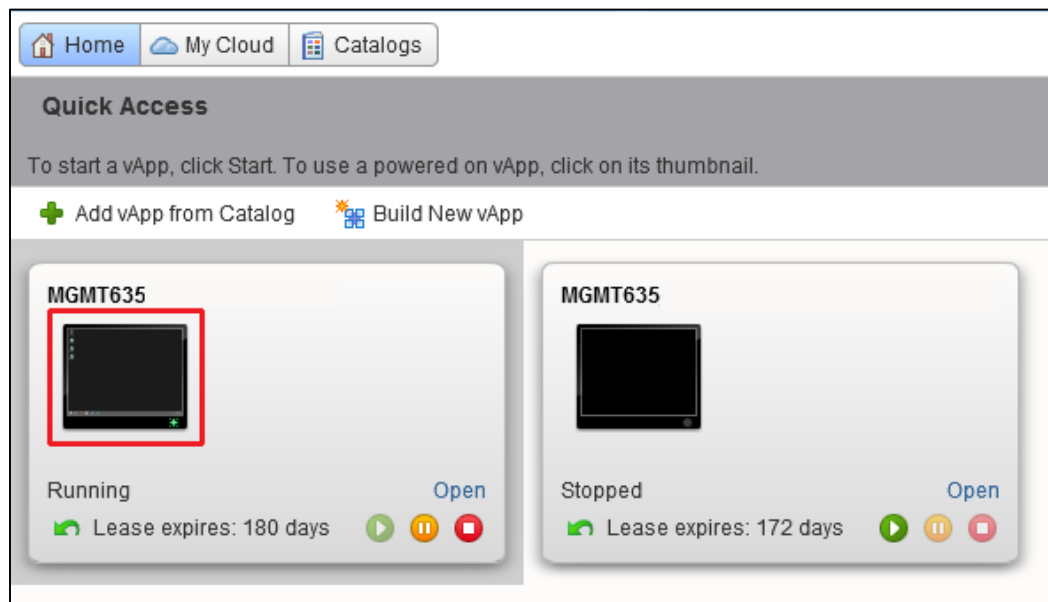 Home My Cloud Catalogs
Quick Access
To start a vApp, click Start. To use a powered on vApp, click on its thumbnail.
Add vApp from Catalog Build New vApp
MGMT635
Running Open
Lease expires: 180 days
MGMT635
Stopped Open
Lease expires: 172 days